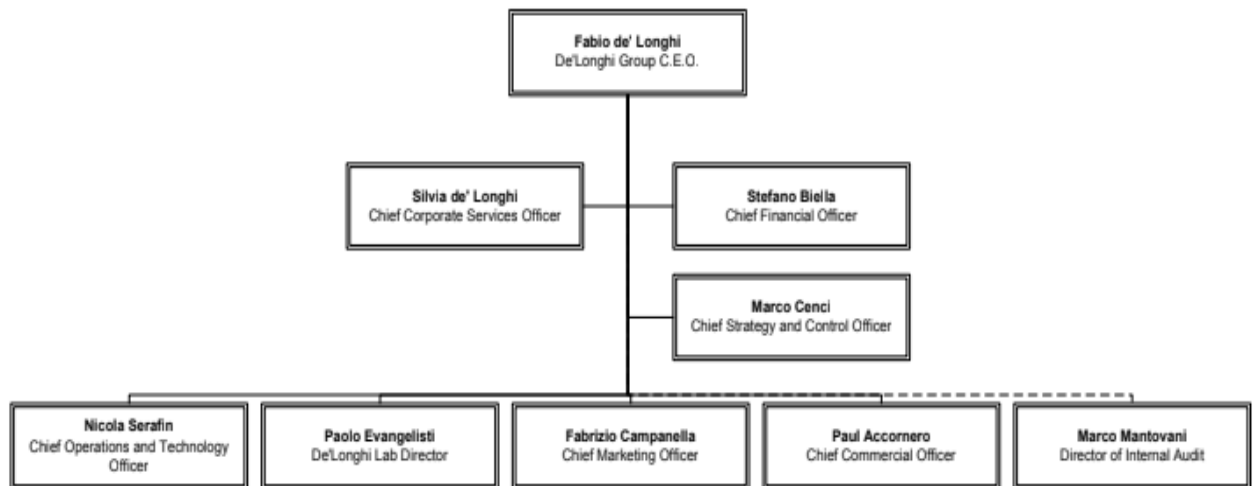 Fabio de' Longhi
De'Longhi Group C.E.O.
Silvia de' Longhi
Chief Corporate Services Officer
Stefano Biella
Chief Financial Officer
Marco Cenci
Chief Strategy and Control Officer
Nicola Serafin
Chief Operations and Technology
Officer
Paolo Evangelisti
De'Longhi Lab Director
Fabrizio Campanella
Chief Marketing Officer
Paul Accornero
Chief Commercial Officer
Marco Mantovani
Director of Internal Audit